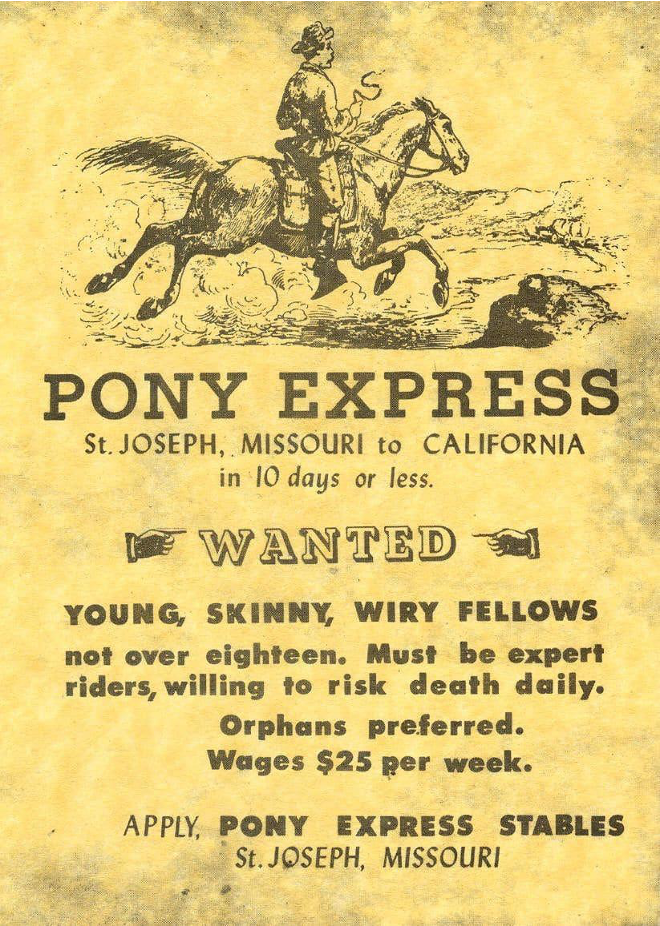 PONY EXPRESS
St. JOSEPH, MISSOURI to CALIFORNIA
in 10 days or less.
WANTED
YOUNG, SKINNY, WIRY FELLOWS
not over eighteen. Must be expert
riders, willing to risk death daily.
Orphans preferred.
Wages $25 per week.
APPLY, PONY EXPRESS STABLES
St. JOSEPH, MISSOURI